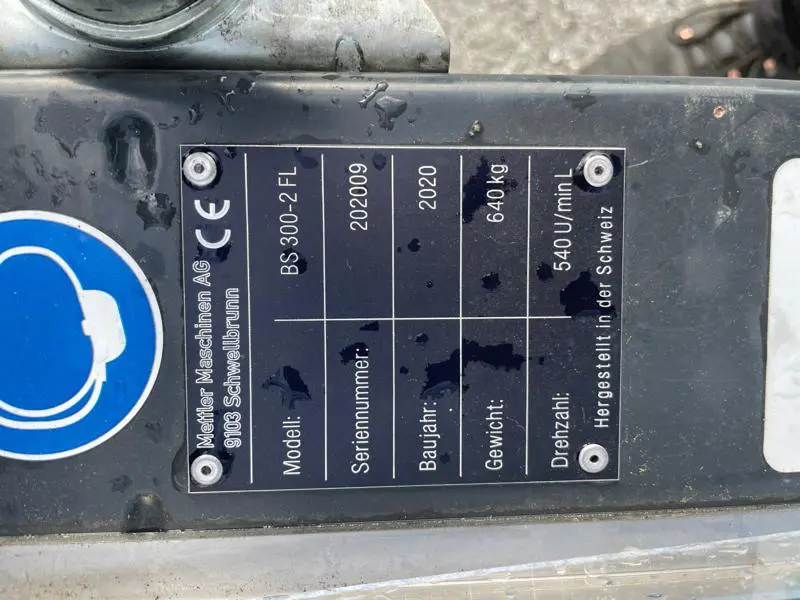 Mettler Maschinen AG
9103 Schwellbrunn CE
Modell: BS 300-2 FL
Seriennummer: 202009
Baujahr: 2020
Gewicht: 640 kg
Drehzahl: 540 U/min L
Hergestellt in der Schweiz